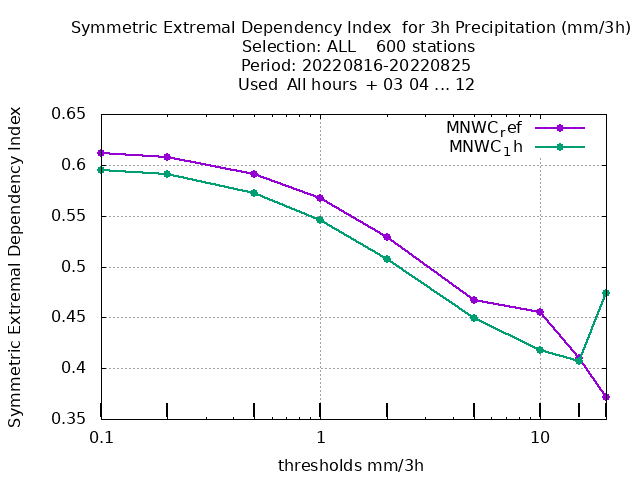 Symmetric Extremal Dependency Index  for 3h Precipitation (mm/3h)
Selection: ALL    600 stations
Period: 20220816-20220825
Used  All hours  + 03 04 ... 12
Symmetric Extremal Dependency Index
0.65
0.6
0.55
0.5
0.45
0.4
0.35
MNWC_ref
MNWC_1h
0.1
1
10
thresholds mm/3h